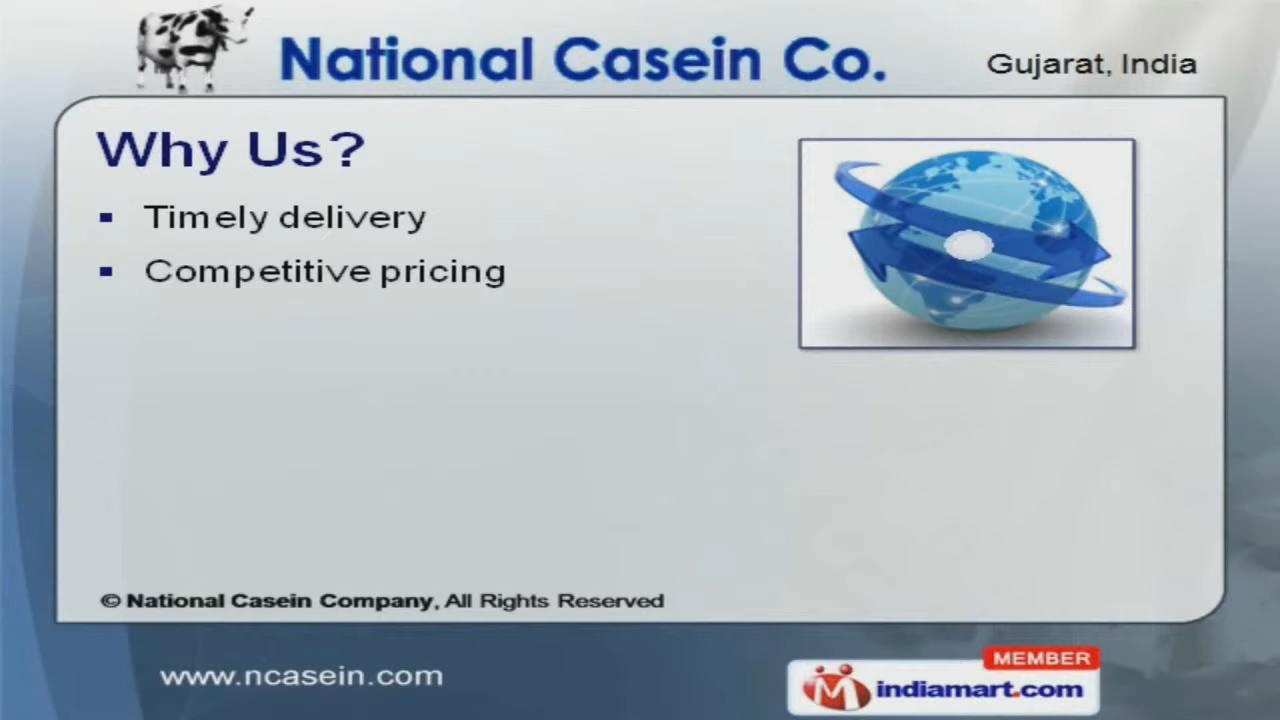 National Casein Co.
Gujarat, India
Why Us?
▪ Timely delivery
▪ Competitive pricing
© National Casein Company, All Rights Reserved
www.ncasein.com
MEMBER
indiamart.com